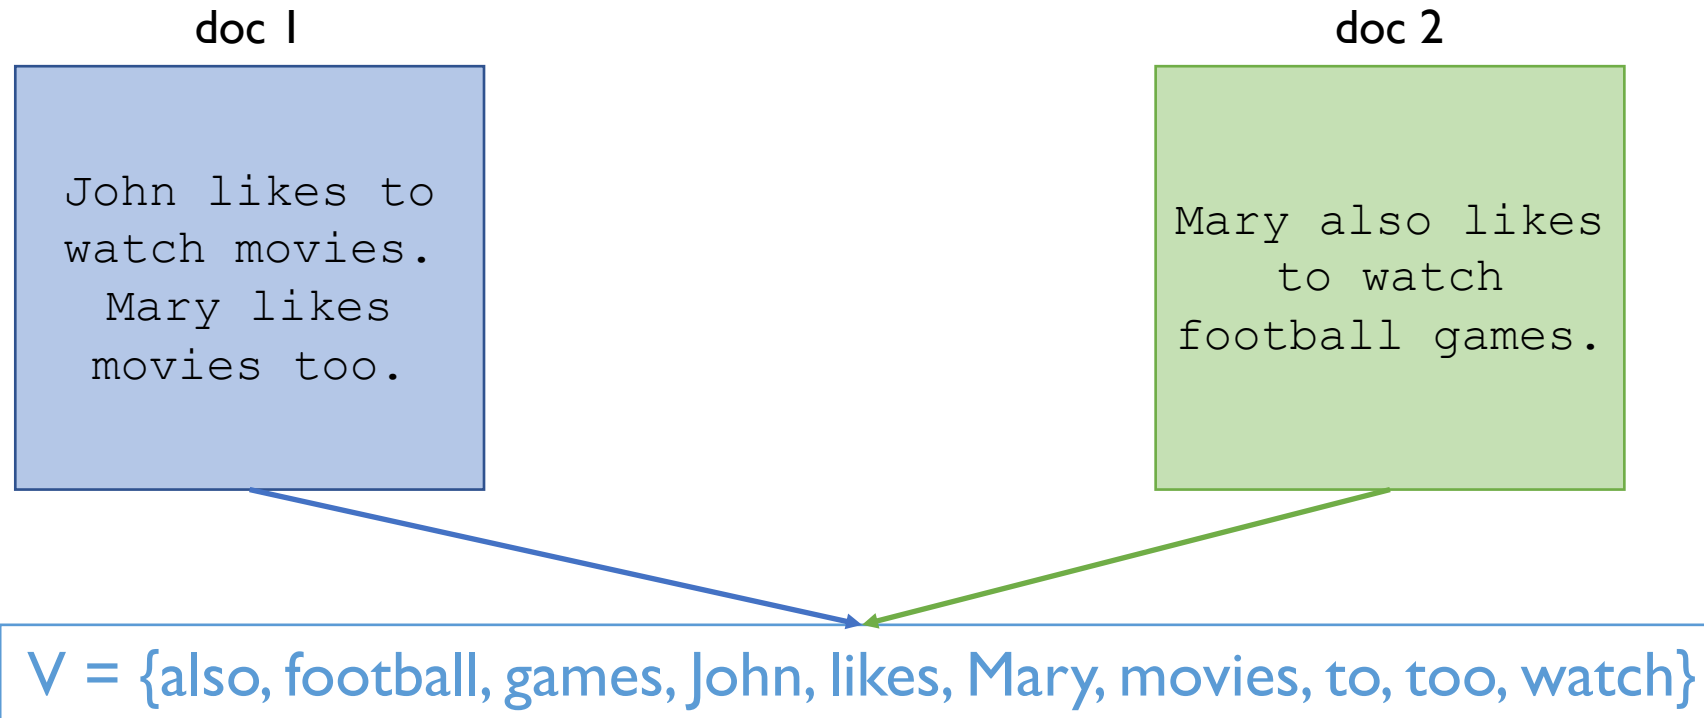 doc 1
John likes to
watch movies.
Mary likes
movies too.
doc 2
Mary also likes
to watch
football games.
V = {also, football, games, John, likes, Mary, movies, to, too, watch}